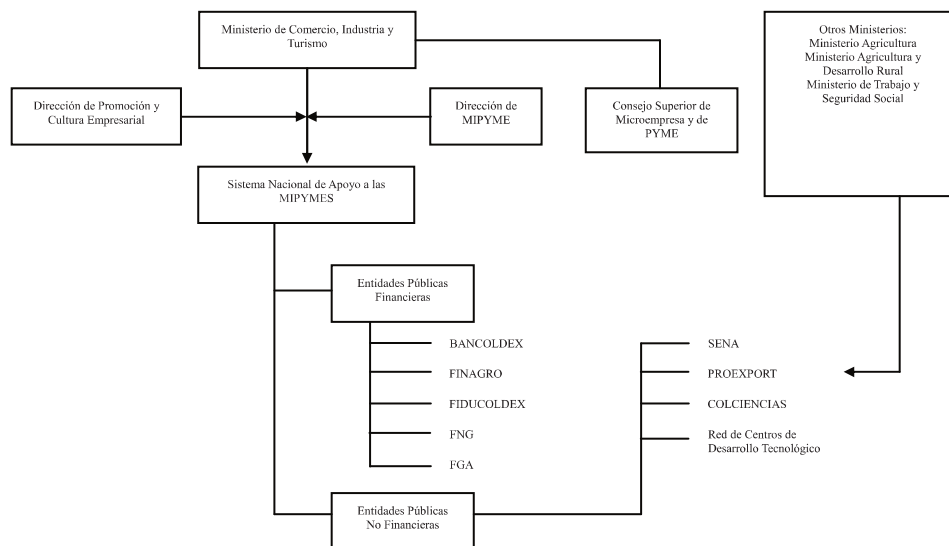 Ministerio de Comercio, Industria y
Turismo
Otros Ministerios:
Ministerio Agricultura
Ministerio Agricultura y
Desarrollo Rural
Ministerio de Trabajo y
Seguridad Social
Dirección de Promoción y
Cultura Empresarial
Dirección de
MIPYME
Consejo Superior de
Microempresa y de
PYME
Sistema Nacional de Apoyo a las
MIPYMES
Entidades Públicas
Financieras
BANCOLDEX
FINAGRO
FIDUCOLDEX
FNG
FGA
SENA
PROEXPORT
COLCIENCIAS
Red de Centros de
Desarrollo Tecnológico
Entidades Públicas
No Financieras